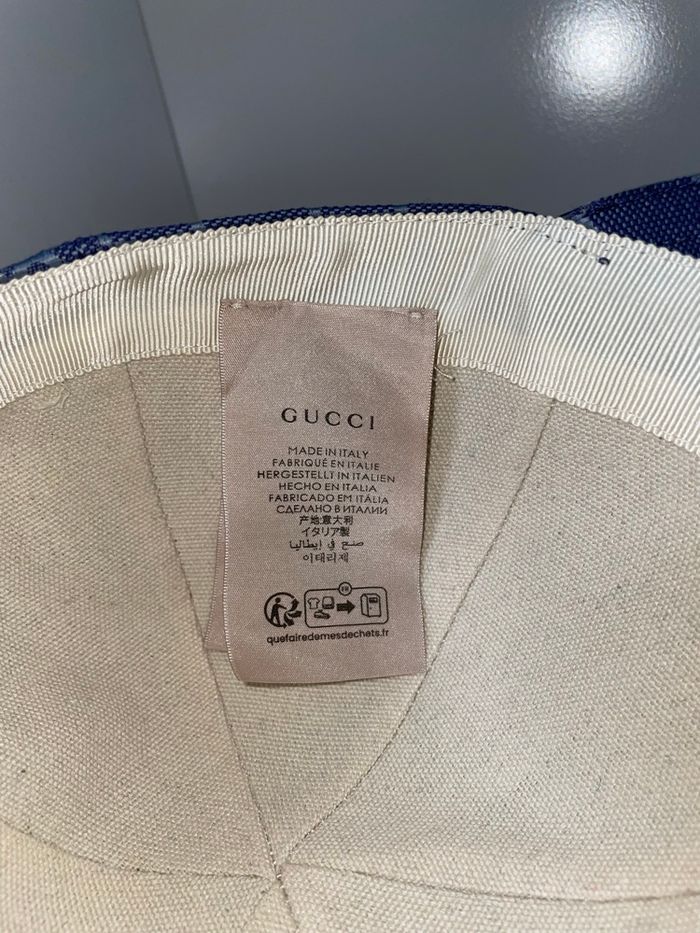 GUCCI
MADE IN ITALY
FABRIQUÉ EN ITALIE
HERGESTELLT IN ITALIEN
HECHO EN ITALIA
FABRICADO EM ITÁLIA
СДЕЛАНО В ИТАЛИИ
产地:意大利
イタリア製
صنع في إيطاليا
이태리제
FR
quefairedemesdechets.fr